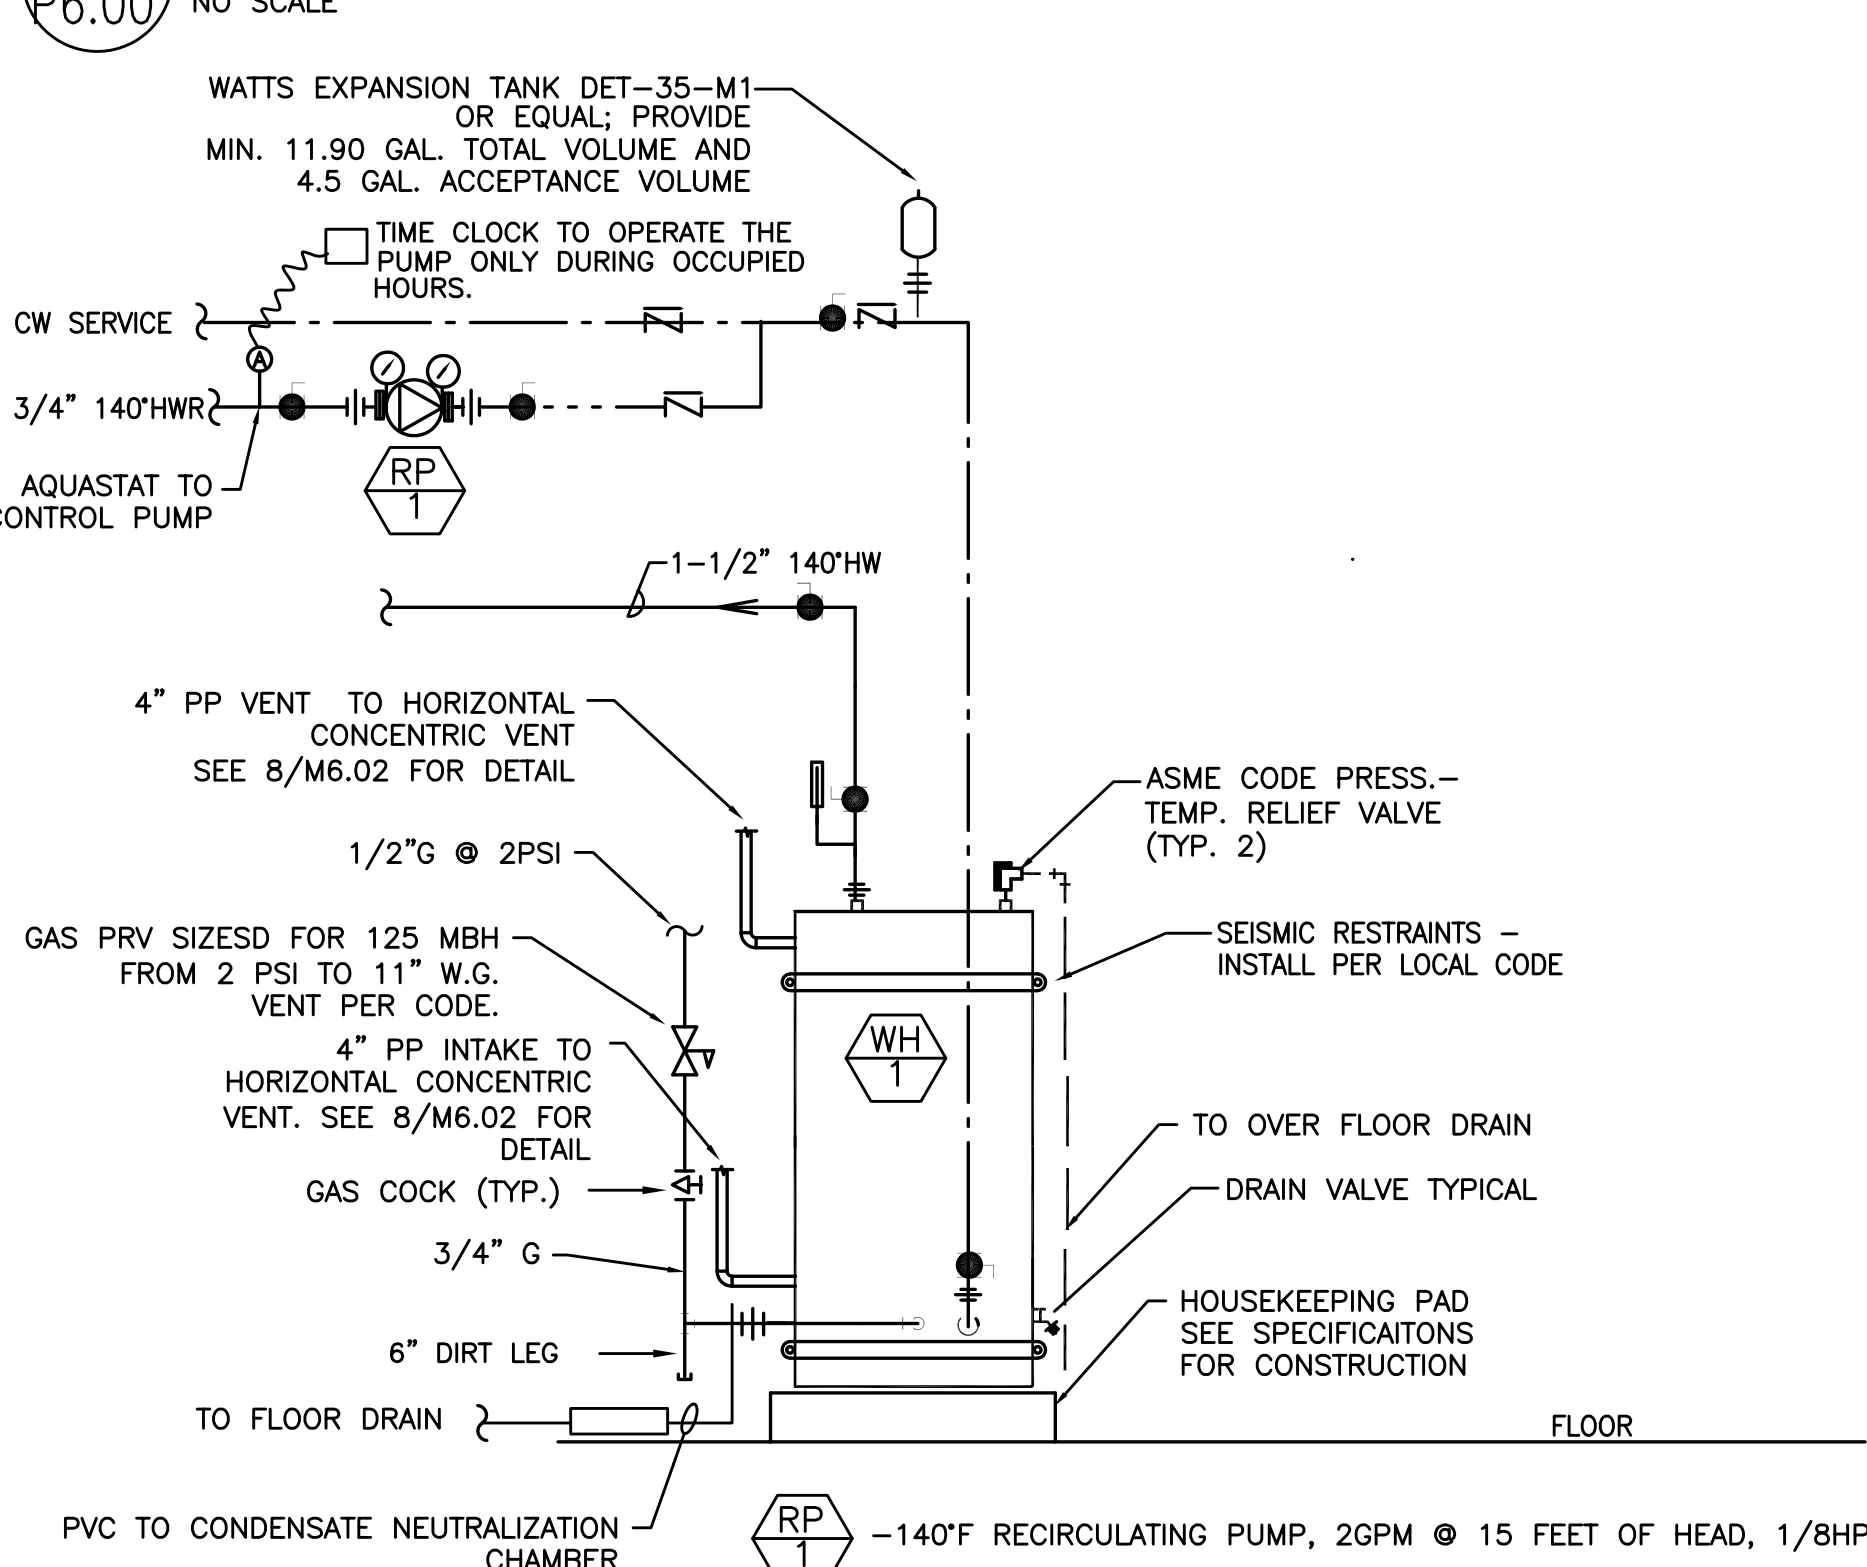 P6.00
NO SCALE
WATTS EXPANSION TANK DET-35-M1
OR EQUAL; PROVIDE
MIN. 11.90 GAL. TOTAL VOLUME AND
4.5 GAL. ACCEPTANCE VOLUME
TIME CLOCK TO OPERATE THE
PUMP ONLY DURING OCCUPIED
HOURS.
CW SERVICE
A
3/4" 140°HWR
RP
1
AQUASTAT TO
CONTROL PUMP
1-1/2" 140°HW
4" PP VENT TO HORIZONTAL
CONCENTRIC VENT
SEE 8/M6.02 FOR DETAIL
ASME CODE PRESS.-
TEMP. RELIEF VALVE
(TYP. 2)
1/2"G @ 2PSI
GAS PRV SIZESD FOR 125 MBH
FROM 2 PSI TO 11" W.G.
VENT PER CODE.
SEISMIC RESTRAINTS -
INSTALL PER LOCAL CODE
WH
1
4" PP INTAKE TO
HORIZONTAL CONCENTRIC
VENT. SEE 8/M6.02 FOR
DETAIL
TO OVER FLOOR DRAIN
GAS COCK (TYP.)
DRAIN VALVE TYPICAL
3/4" G
HOUSEKEEPING PAD
SEE SPECIFICAITONS
FOR CONSTRUCTION
6" DIRT LEG
TO FLOOR DRAIN
FLOOR
PVC TO CONDENSATE NEUTRALIZATION
CHAMBER
RP
1
-140°F RECIRCULATING PUMP, 2GPM @ 15 FEET OF HEAD, 1/8HP